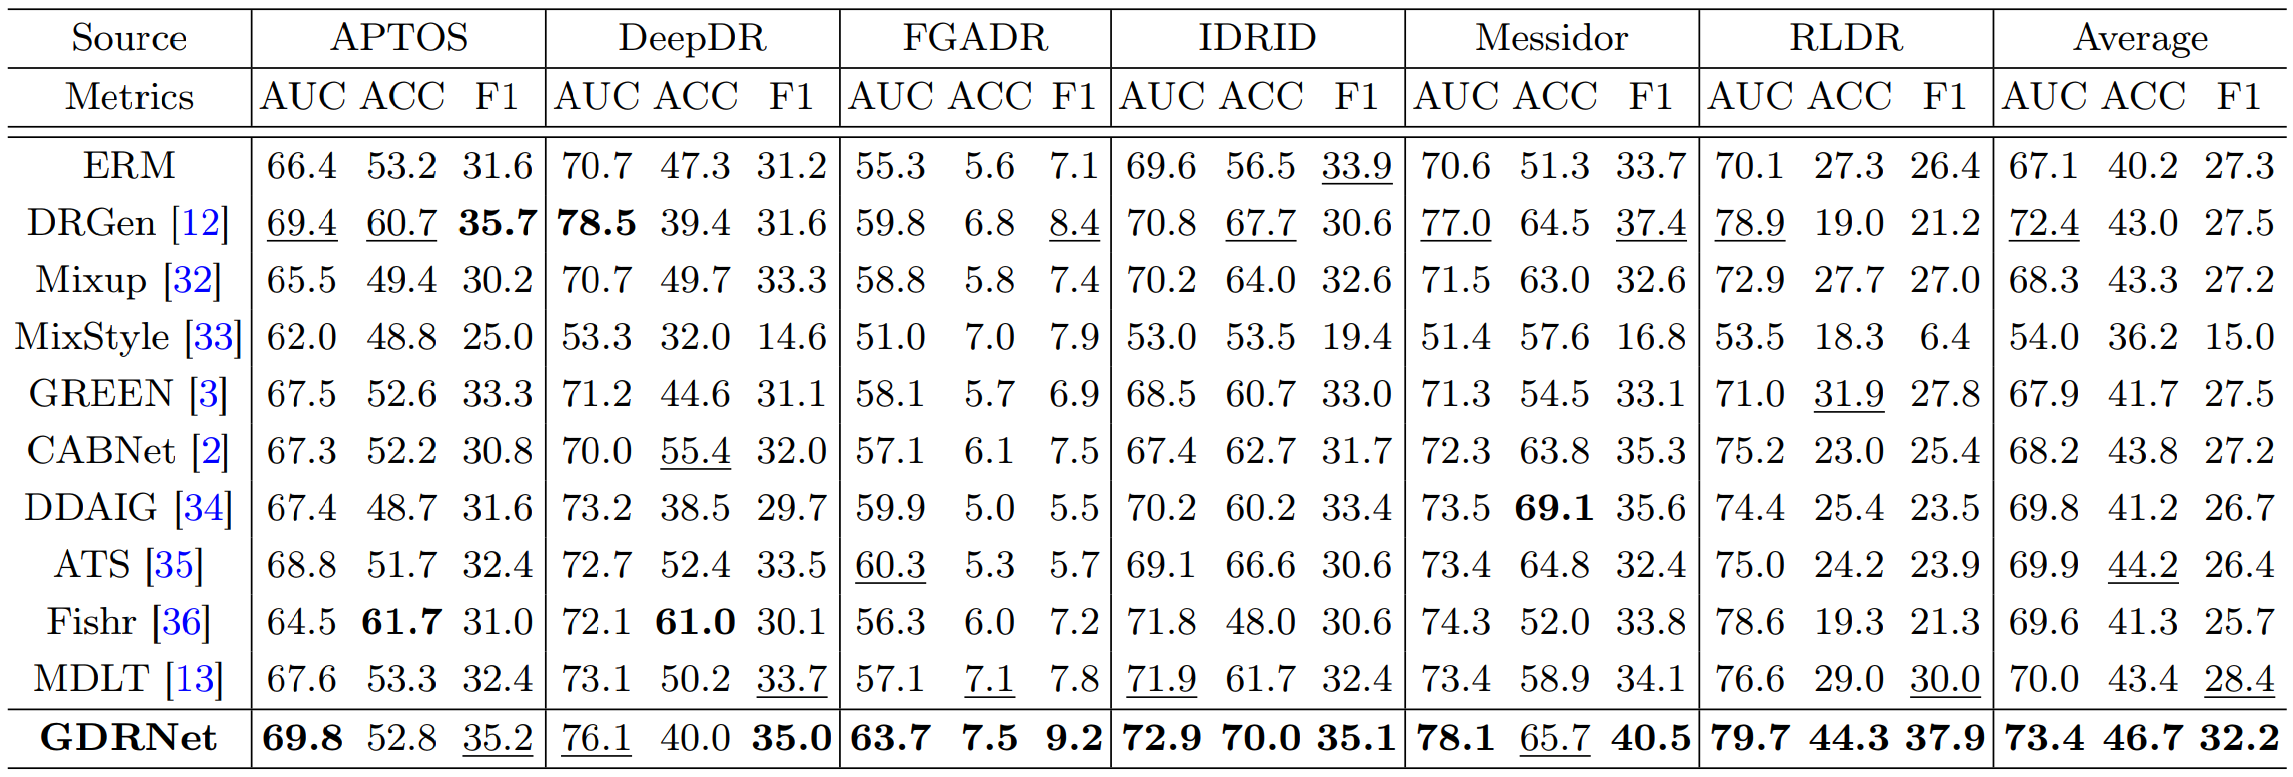 Source APTOS DeepDR FGADR IDRID Messidor RLDR Average
Metrics AUC ACC F1 AUC ACC F1 AUC ACC F1 AUC ACC F1 AUC ACC F1 AUC ACC F1 AUC ACC F1
ERM 66.4 53.2 31.6 70.7 47.3 31.2 55.3 5.6 7.1 69.6 56.5 33.9 70.6 51.3 33.7 70.1 27.3 26.4 67.1 40.2 27.3
DRGen [12] 69.4 60.7 35.7 78.5 39.4 31.6 59.8 6.8 8.4 70.8 67.7 30.6 77.0 64.5 37.4 78.9 19.0 21.2 72.4 43.0 27.5
Mixup [32] 65.5 49.4 30.2 70.7 49.7 33.3 58.8 5.8 7.4 70.2 64.0 32.6 71.5 63.0 32.6 72.9 27.7 27.0 68.3 43.3 27.2
MixStyle [33] 62.0 48.8 25.0 53.3 32.0 14.6 51.0 7.0 7.9 53.0 53.5 19.4 51.4 57.6 16.8 53.5 18.3 6.4 54.0 36.2 15.0
GREEN [3] 67.5 52.6 33.3 71.2 44.6 31.1 58.1 5.7 6.9 68.5 60.7 33.0 71.3 54.5 33.1 71.0 31.9 27.8 67.9 41.7 27.5
CABNet [2] 67.3 52.2 30.8 70.0 55.4 32.0 57.1 6.1 7.5 67.4 62.7 31.7 72.3 63.8 35.3 75.2 23.0 25.4 68.2 43.8 27.2
DDAIG [34] 67.4 48.7 31.6 73.2 38.5 29.7 59.9 5.0 5.5 70.2 60.2 33.4 73.5 69.1 35.6 74.4 25.4 23.5 69.8 41.2 26.7
ATS [35] 68.8 51.7 32.4 72.7 52.4 33.5 60.3 5.3 5.7 69.1 66.6 30.6 73.4 64.8 32.4 75.0 24.2 23.9 69.9 44.2 26.4
Fishr [36] 64.5 61.7 31.0 72.1 61.0 30.1 56.3 6.0 7.2 71.8 48.0 30.6 74.3 52.0 33.8 78.6 19.3 21.3 69.6 41.3 25.7
MDLT [13] 67.6 53.3 32.4 73.1 50.2 33.7 57.1 7.1 7.8 71.9 61.7 32.4 73.4 58.9 34.1 76.6 29.0 30.0 70.0 43.4 28.4
GDRNet 69.8 52.8 35.2 76.1 40.0 35.0 63.7 7.5 9.2 72.9 70.0 35.1 78.1 65.7 40.5 79.7 44.3 37.9 73.4 46.7 32.2